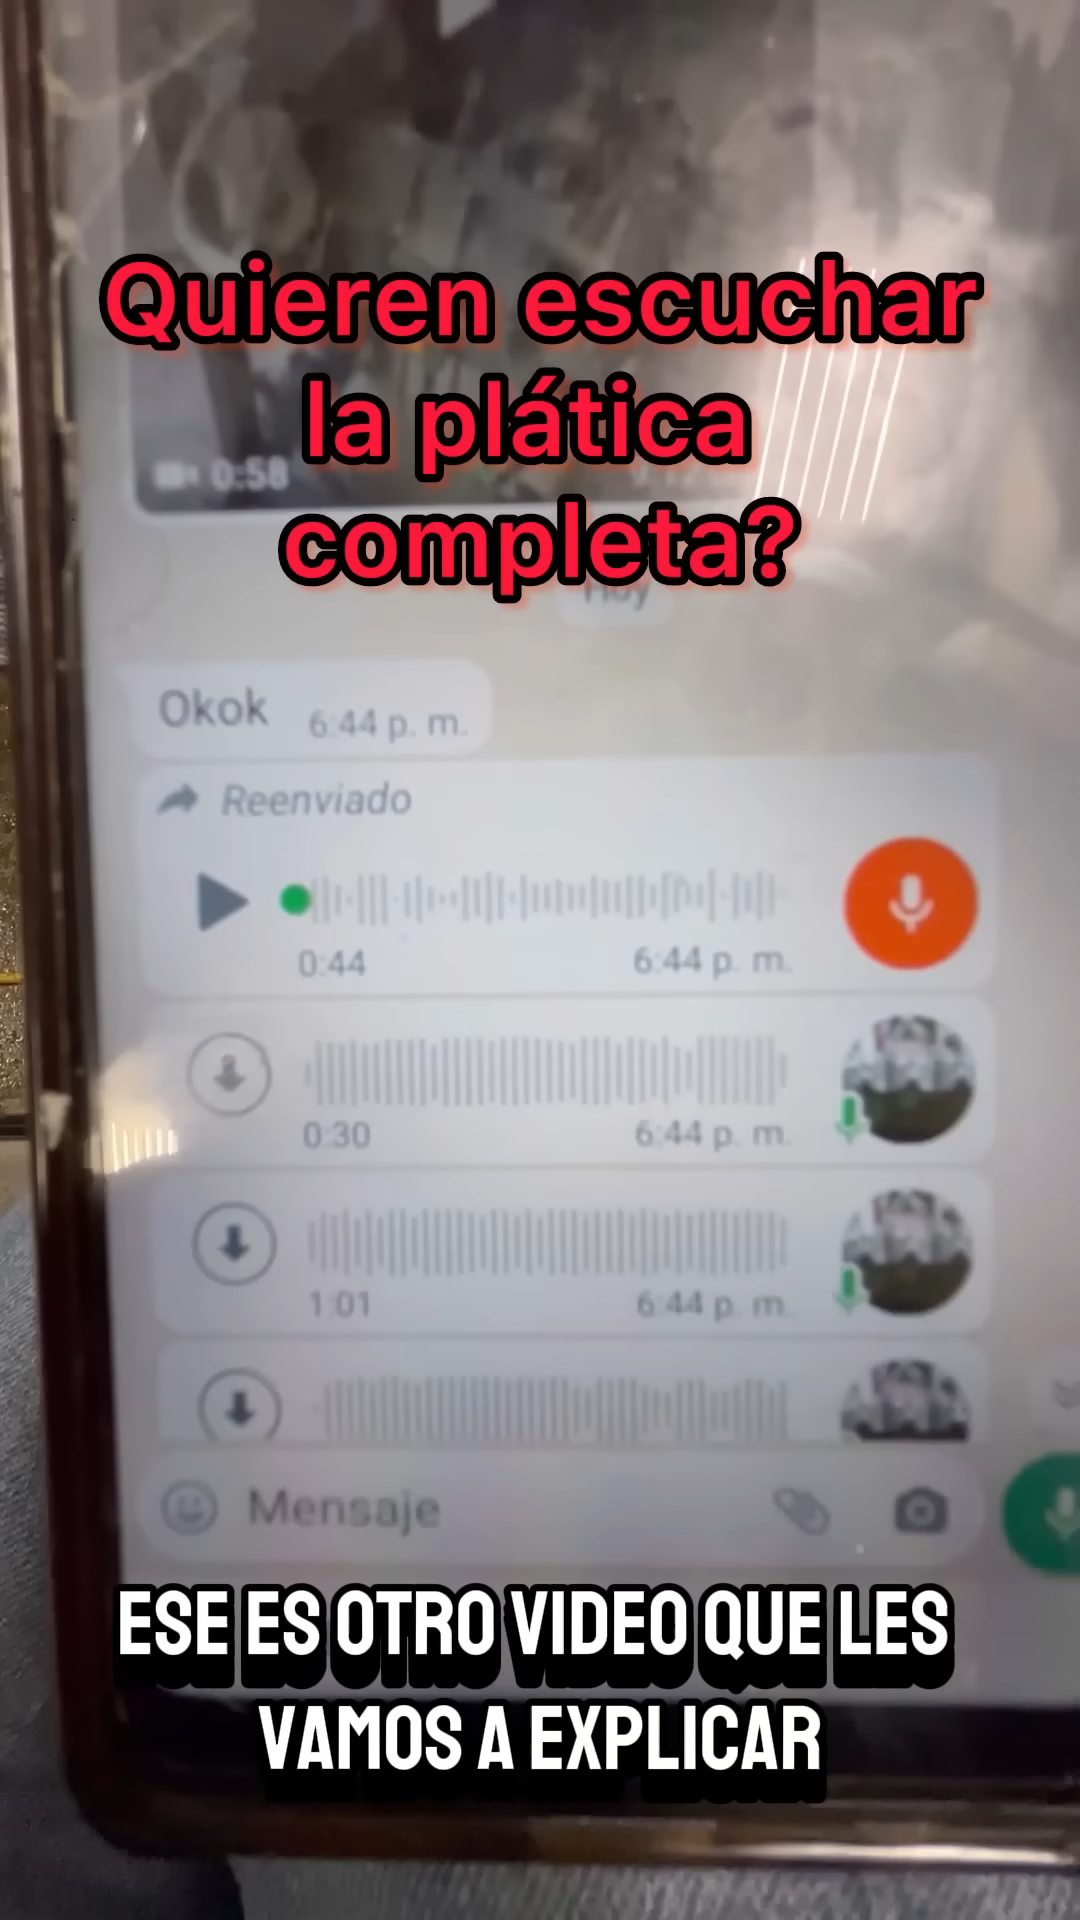 Quieren escuchar
la plática
completa?
0:58
Hoy
Okok 6:44 p. m.
Reenviado
0:44 6:44 p. m.
0:30 6:44 p. m.
1:01 6:44 p. m.
Mensaje
ESE ES OTRO VIDEO QUE LES
VAMOS A EXPLICAR